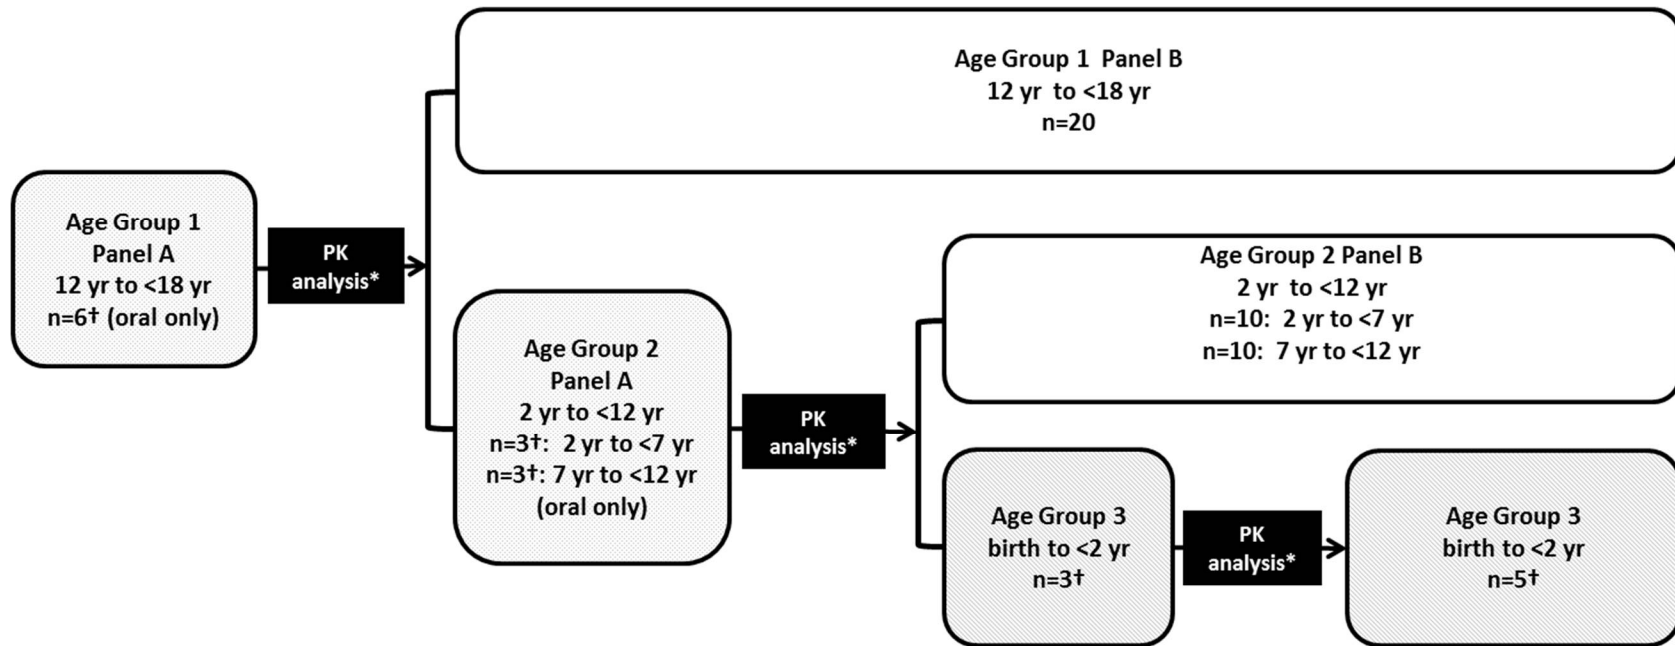 Age Group 1 Panel B
12 yr to <18 yr
n=20
Age Group 1
Panel A
12 yr to <18 yr
n=6† (oral only)
PK
analysis*
Age Group 2
Panel A
2 yr to <12 yr
n=3†: 2 yr to <7 yr
n=3†: 7 yr to <12 yr
(oral only)
PK
analysis*
Age Group 2 Panel B
2 yr to <12 yr
n=10: 2 yr to <7 yr
n=10: 7 yr to <12 yr
Age Group 3
birth to <2 yr
n=3†
PK
analysis*
Age Group 3
birth to <2 yr
n=5†